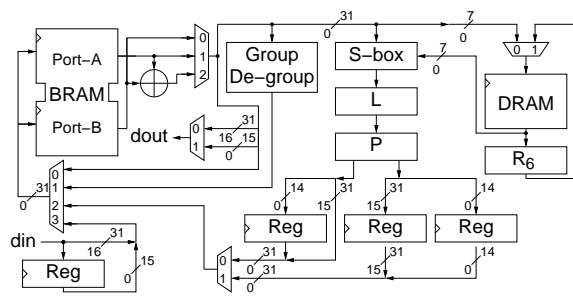 31
0
7
0
0
1
2
Port-A
BRAM
Port-B
Group
De-group
S-box
7
0
0 1
DRAM
L
P
R6
dout
0
1
16 31
0 15
0
1
2
3
31
0
14
0
31
15
31
15
14
0
Reg
Reg
Reg
din
31
16
Reg
15
0
0
1
31
0
31
0
31
15
14
0